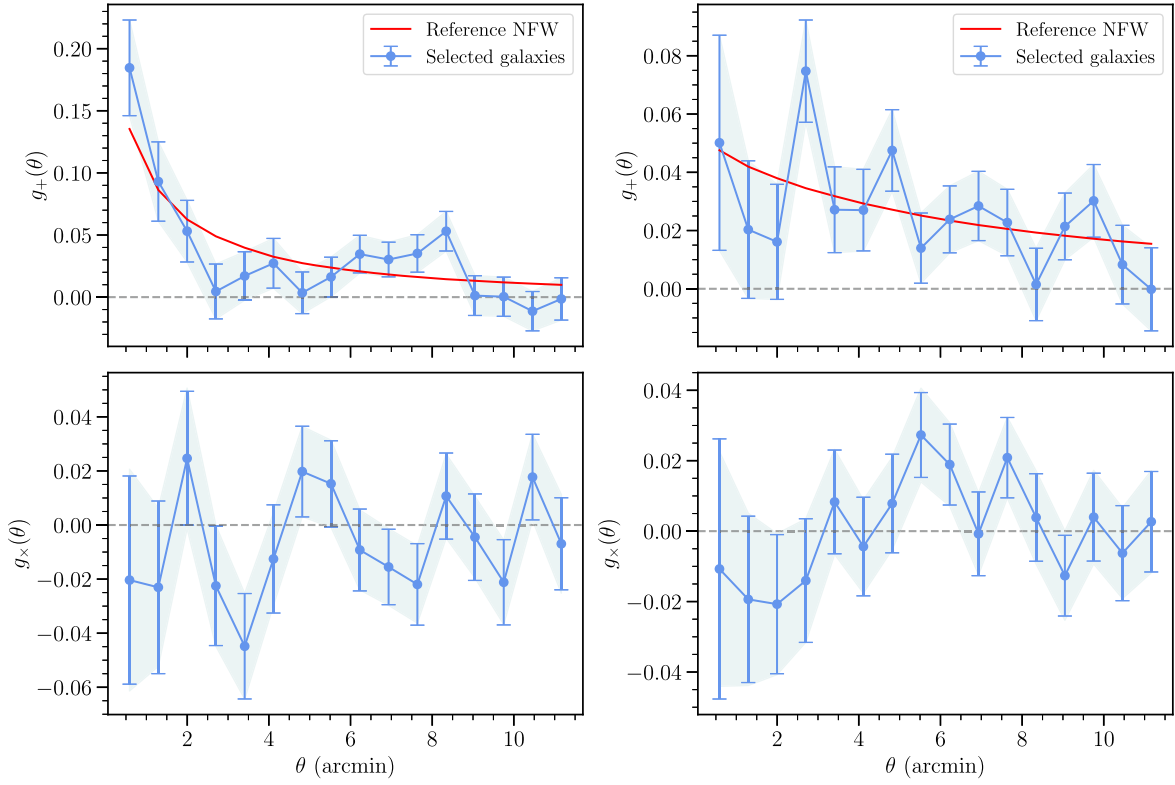 Reference NFW
Selected galaxies
g₊(θ)
0.20
0.15
0.10
0.05
0.00
Reference NFW
Selected galaxies
g₊(θ)
0.08
0.06
0.04
0.02
0.00
g×(θ)
0.04
0.02
0.00
−0.02
−0.04
−0.06
2 4 6 8 10
θ (arcmin)
g×(θ)
0.04
0.02
0.00
−0.02
−0.04
2 4 6 8 10
θ (arcmin)